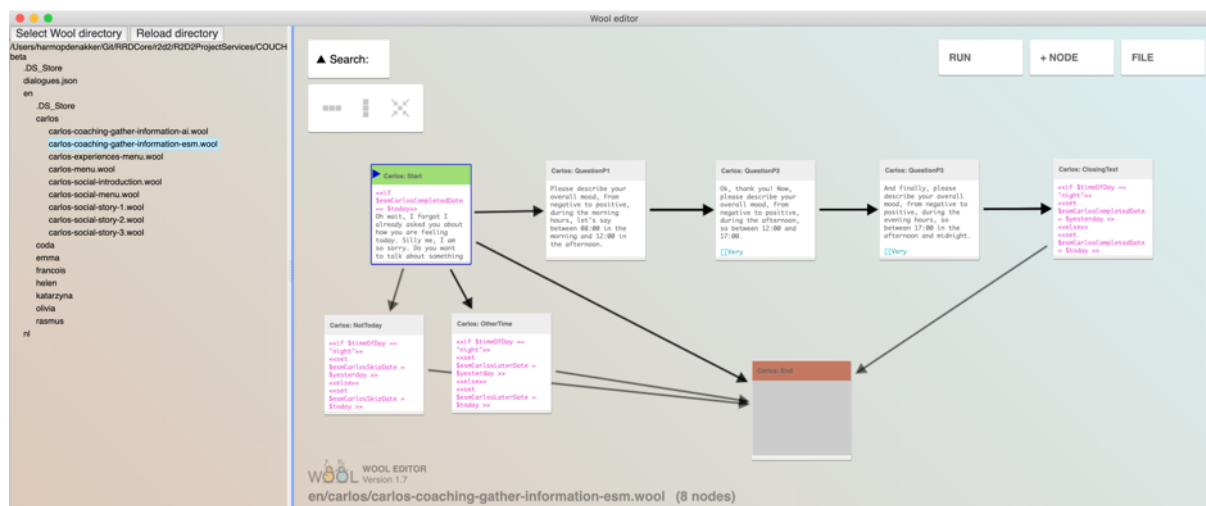 Wool editor
Select Wool directory
Reload directory
/Users/harmopdenakker/Git/RRDCore/r2d2/R2D2ProjectServices/COUCH
beta
.DS_Store
dialogues.json
en
.DS_Store
carlos
carlos-coaching-gather-information-ai.wool
carlos-coaching-gather-information-esm.wool
carlos-experiences-menu.wool
carlos-menu.wool
carlos-social-introduction.wool
carlos-social-menu.wool
carlos-social-story-1.wool
carlos-social-story-2.wool
carlos-social-story-3.wool
coda
emma
francois
helen
katarzyna
olivia
rasmus
nl
▲ Search:
RUN
+ NODE
FILE
Carlos: Start
<<if
$esmCarlosCompletedDate
== $today>>
Oh wait, I forgot I
already asked you about
how you are feeling
today. Silly me, I am
so sorry. Do you want
to talk about something
Carlos: QuestionP1
Please describe your
overall mood, from
negative to positive,
during the morning
hours, let's say
between 08:00 in the
morning and 12:00 in
the afternoon.
Carlos: QuestionP2
Ok, thank you! Now,
please describe your
overall mood, from
negative to positive,
during the afternoon,
so between 12:00 and
17:00.
[[Very
Carlos: QuestionP3
And finally, please
describe your overall
mood, from negative to
positive, during the
evening hours, so
between 17:00 in the
afternoon and midnight.
[[Very
Carlos: ClosingText
<<if $timeOfDay ==
"night">>
<<set
$esmCarlosCompletedDate
= $yesterday >>
<<else>>
<<set
$esmCarlosCompletedDate
= $today >>
Carlos: NotToday
<<if $timeOfDay ==
"night">>
<<set
$esmCarlosSkipDate =
$yesterday >>
<<else>>
<<set
$esmCarlosSkipDate =
$today >>
Carlos: OtherTime
<<if $timeOfDay ==
"night">>
<<set
$esmCarlosLaterDate =
$yesterday >>
<<else>>
<<set
$esmCarlosLaterDate =
$today >>
Carlos: End
WOOL
WOOL EDITOR
Version 1.7
en/carlos/carlos-coaching-gather-information-esm.wool (8 nodes)